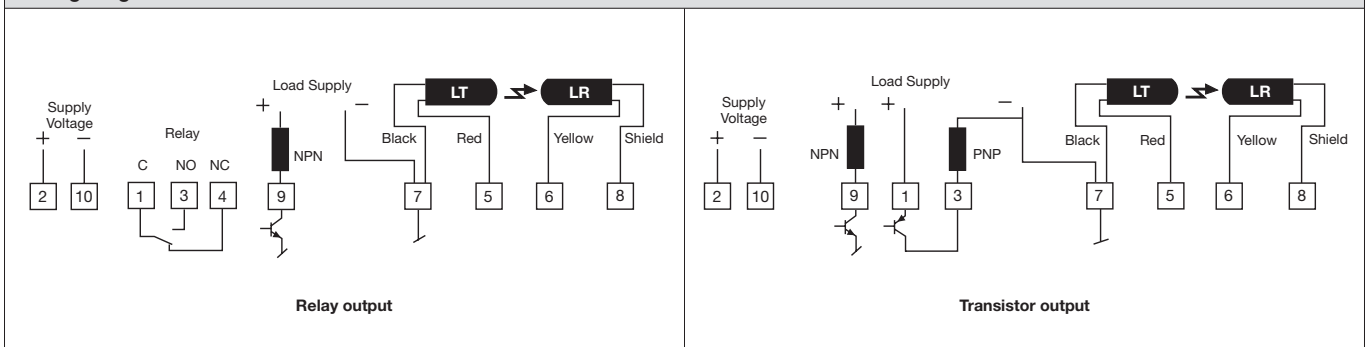 Load Supply
LT
LR
Supply
Voltage
+
−
Relay
+
−
Black
Red
Yellow
Shield
C
NO
NC
NPN
2
10
1
3
4
9
7
5
6
8
Relay output
Load Supply
LT
LR
Supply
Voltage
+
−
+
+
−
NPN
PNP
Black
Red
Yellow
Shield
2
10
9
1
3
7
5
6
8
Transistor output